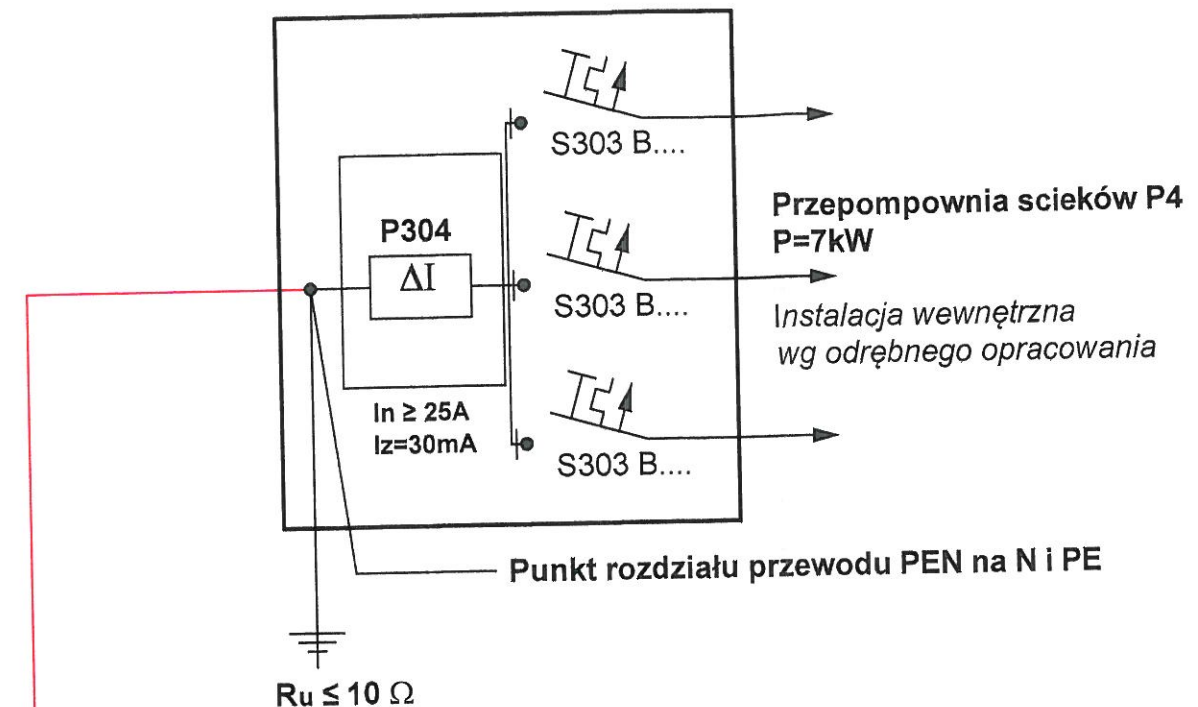 S303 B....
P304
ΔI
In ≥ 25A
Iz=30mA
S303 B....
S303 B....
Przepompownia scieków P4
P=7kW
Instalacja wewnętrzna
wg odrębnego opracowania
Punkt rozdziału przewodu PEN na N i PE
Ru ≤ 10 Ω